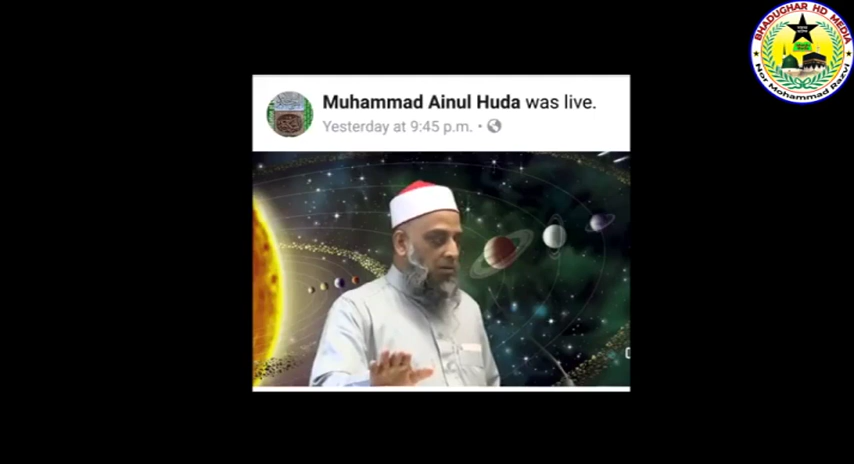 Muhammad Ainul Huda was live.
Yesterday at 9:45 p.m. •
BHADUGHAR HD MEDIA
Nor Mohammad Razvi